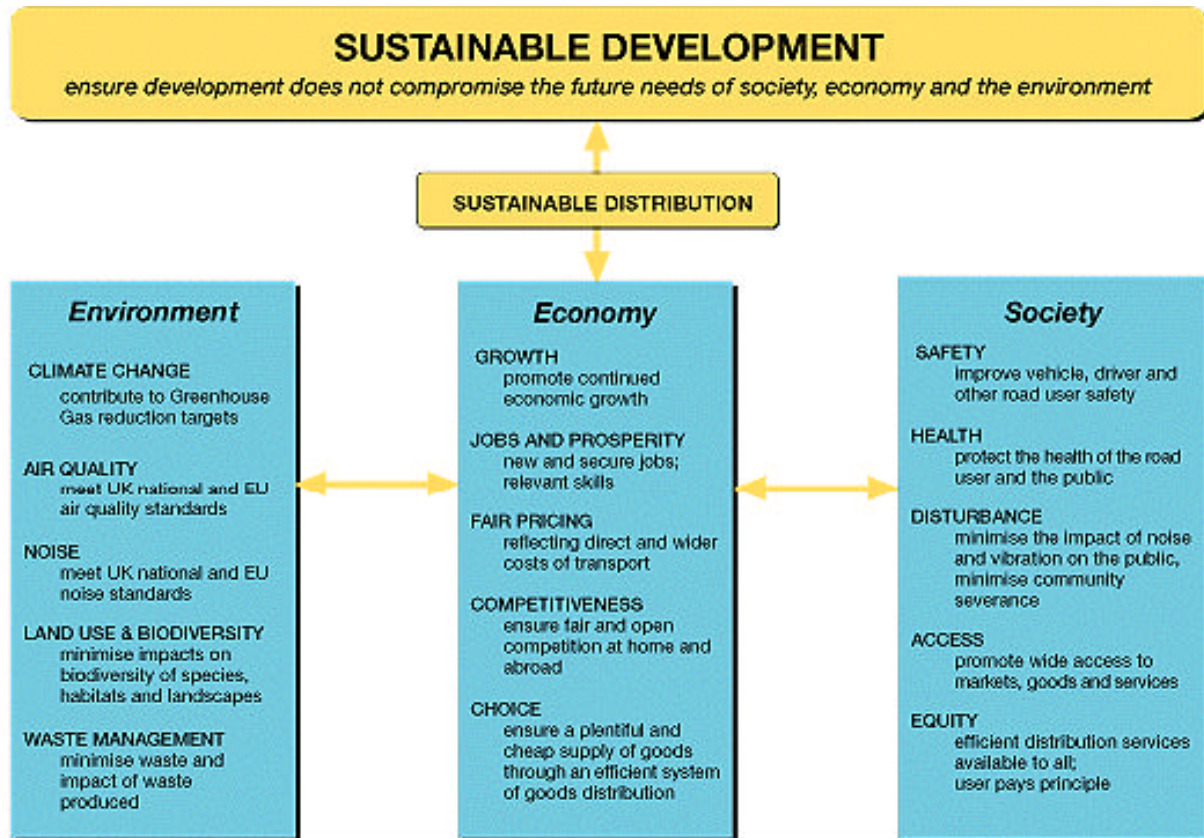 SUSTAINABLE DEVELOPMENT
ensure development does not compromise the future needs of society, economy and the environment
SUSTAINABLE DISTRIBUTION
Environment
CLIMATE CHANGE
contribute to Greenhouse
Gas reduction targets
AIR QUALITY
meet UK national and EU
air quality standards
NOISE
meet UK national and EU
noise standards
LAND USE & BIODIVERSITY
minimise impacts on
biodiversity of species,
habitats and landscapes
WASTE MANAGEMENT
minimise waste and
impact of waste
produced
Economy
GROWTH
promote continued
economic growth
JOBS AND PROSPERITY
new and secure jobs;
relevant skills
FAIR PRICING
reflecting direct and wider
costs of transport
COMPETITIVENESS
ensure fair and open
competition at home and
abroad
CHOICE
ensure a plentiful and
cheap supply of goods
through an efficient system
of goods distribution
Society
SAFETY
improve vehicle, driver and
other road user safety
HEALTH
protect the health of the road
user and the public
DISTURBANCE
minimise the impact of noise
and vibration on the public,
minimise community
severance
ACCESS
promote wide access to
markets, goods and services
EQUITY
efficient distribution services
available to all;
user pays principle